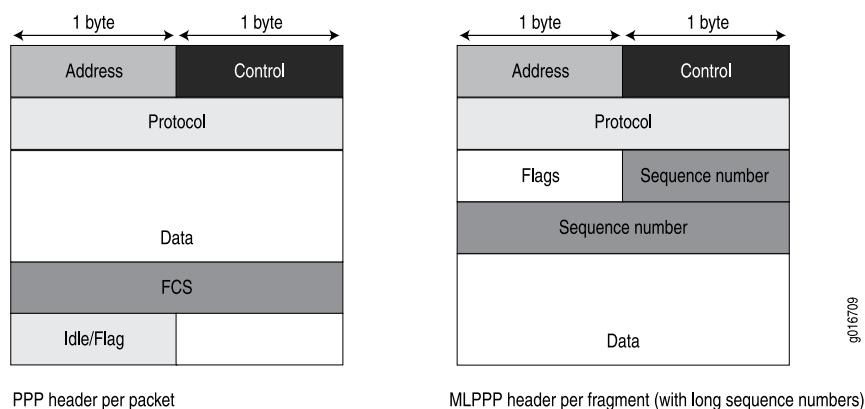 1 byte 1 byte
Address Control
Protocol
Data
FCS
Idle/Flag
PPP header per packet
1 byte 1 byte
Address Control
Protocol
Flags Sequence number
Sequence number
Data
MLPPP header per fragment (with long sequence numbers)
g016709